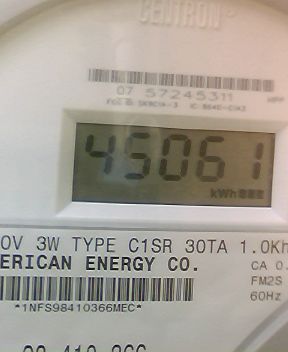 CENTRON®
07 57245311
45061
kWh
0V 3W TYPE C1SR 30TA 1.0Kh
ERICAN ENERGY CO.
CA 0.
FM2S
60Hz
*1NFS98410366MEC*